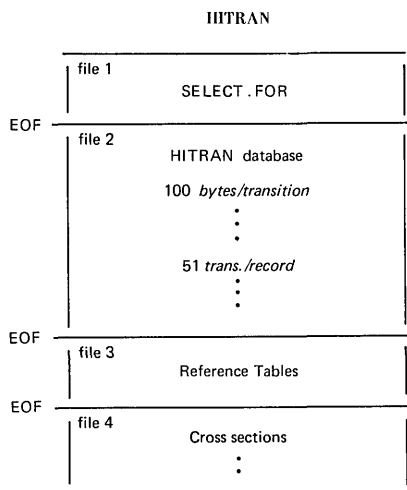 HITRAN
file 1
SELECT.FOR
EOF
file 2
HITRAN database
100 bytes/transition
51 trans./record
EOF
file 3
Reference Tables
EOF
file 4
Cross sections